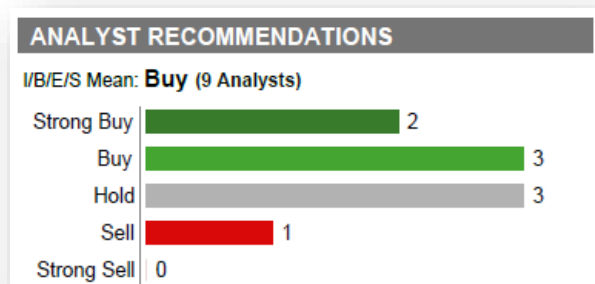 ANALYST RECOMMENDATIONS
I/B/E/S Mean: Buy (9 Analysts)
Strong Buy 2
Buy 3
Hold 3
Sell 1
Strong Sell 0